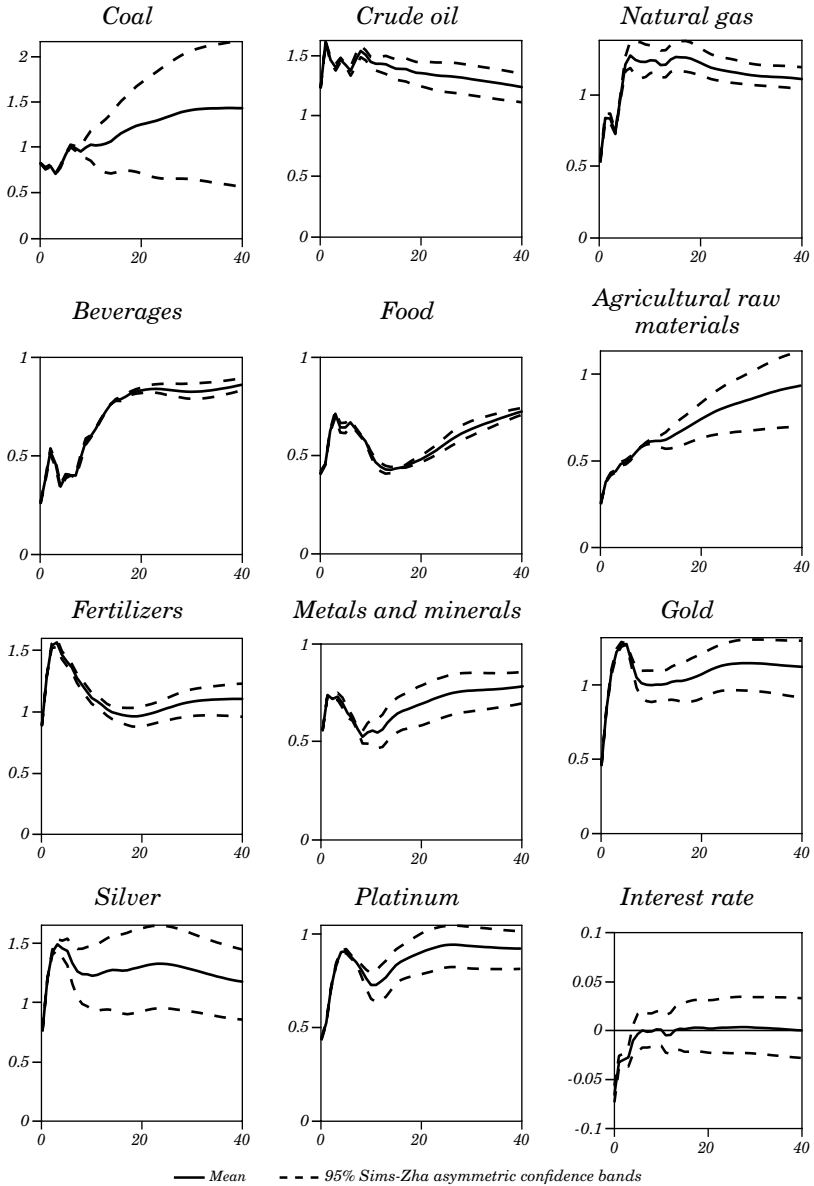 Coal
2
1.5
1
0.5
0
0 20 40
Crude oil
1.5
1
0.5
0
0 20 40
Natural gas
1
0.5
0
0 20 40
Beverages
1
0.5
0
0 20 40
Food
1
0.5
0
0 20 40
Agricultural raw
materials
1
0.5
0
0 20 40
Fertilizers
1.5
1
0.5
0
0 20 40
Metals and minerals
1
0.5
0
0 20 40
Gold
1
0.5
0
0 20 40
Silver
1.5
1
0.5
0
0 20 40
Platinum
1
0.5
0
0 20 40
Interest rate
0.1
0.05
0
-0.05
-0.1
0 20 40
Mean 95% Sims-Zha asymmetric confidence bands